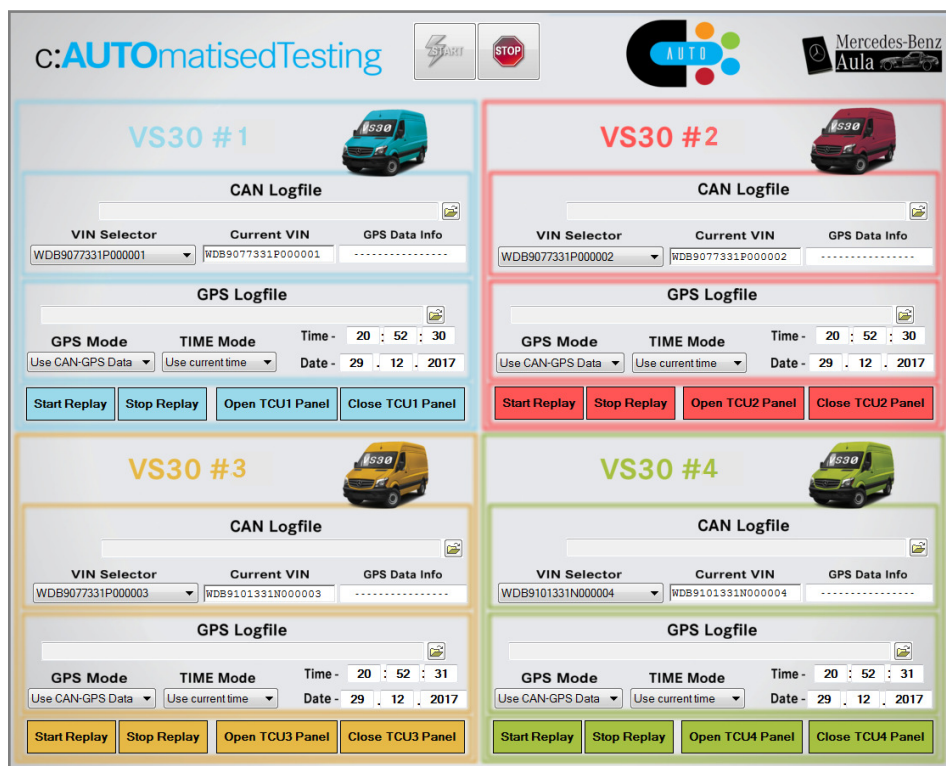 c:AUTOmatisedTesting
START
STOP
AUTO
Mercedes-Benz
Aula
VS30 #1
VS30
CAN Logfile
VIN Selector Current VIN GPS Data Info
WDB9077331P000001 WDB9077331P000001 ----------------
GPS Logfile
GPS Mode TIME Mode Time - 20 : 52 : 30
Use CAN-GPS Data Use current time Date - 29 . 12 . 2017
Start Replay Stop Replay Open TCU1 Panel Close TCU1 Panel
VS30 #2
VS30
CAN Logfile
VIN Selector Current VIN GPS Data Info
WDB9077331P000002 WDB9077331P000002 ----------------
GPS Logfile
GPS Mode TIME Mode Time - 20 : 52 : 30
Use CAN-GPS Data Use current time Date - 29 . 12 . 2017
Start Replay Stop Replay Open TCU2 Panel Close TCU2 Panel
VS30 #3
VS30
CAN Logfile
VIN Selector Current VIN GPS Data Info
WDB9077331P000003 WDB9101331N000003 ----------------
GPS Logfile
GPS Mode TIME Mode Time - 20 : 52 : 31
Use CAN-GPS Data Use current time Date - 29 . 12 . 2017
Start Replay Stop Replay Open TCU3 Panel Close TCU3 Panel
VS30 #4
VS30
CAN Logfile
VIN Selector Current VIN GPS Data Info
WDB9101331N000004 WDB9101331N000004 ----------------
GPS Logfile
GPS Mode TIME Mode Time - 20 : 52 : 31
Use CAN-GPS Data Use current time Date - 29 . 12 . 2017
Start Replay Stop Replay Open TCU4 Panel Close TCU4 Panel